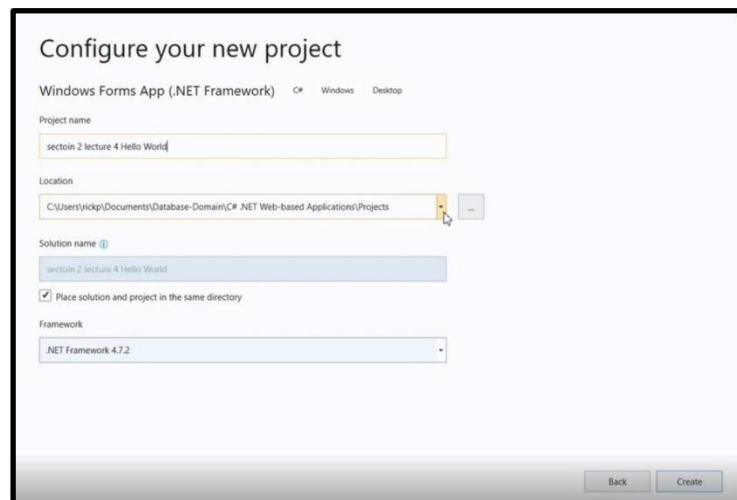 Configure your new project
Windows Forms App (.NET Framework) C# Windows Desktop
Project name
sectoin 2 lecture 4 Hello World
Location
C:\Users\rickp\Documents\Database-Domain\C# .NET Web-based Applications\Projects
...
Solution name
sectoin 2 lecture 4 Hello World
Place solution and project in the same directory
Framework
.NET Framework 4.7.2
Back Create